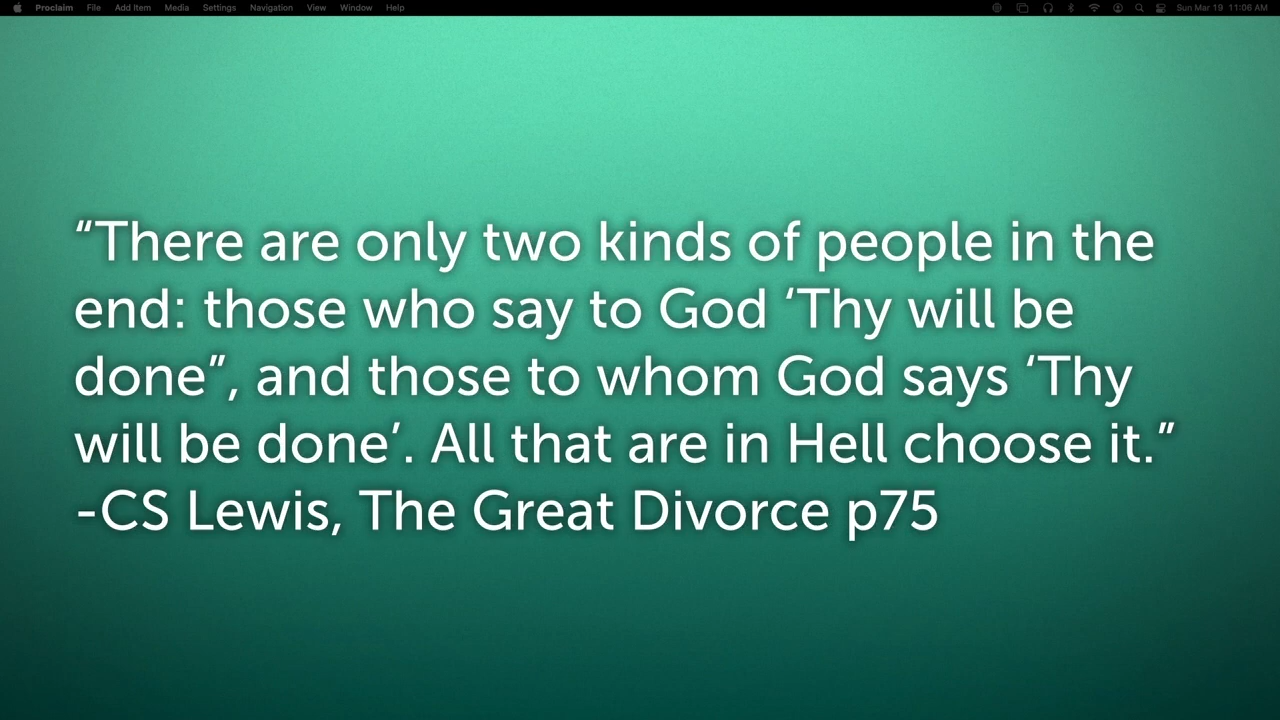 Proclaim File Add Item Media Settings Navigation View Window Help Sun Mar 19 11:06 AM
“There are only two kinds of people in the
end: those who say to God ‘Thy will be
done”, and those to whom God says ‘Thy
will be done’. All that are in Hell choose it.”
-CS Lewis, The Great Divorce p75